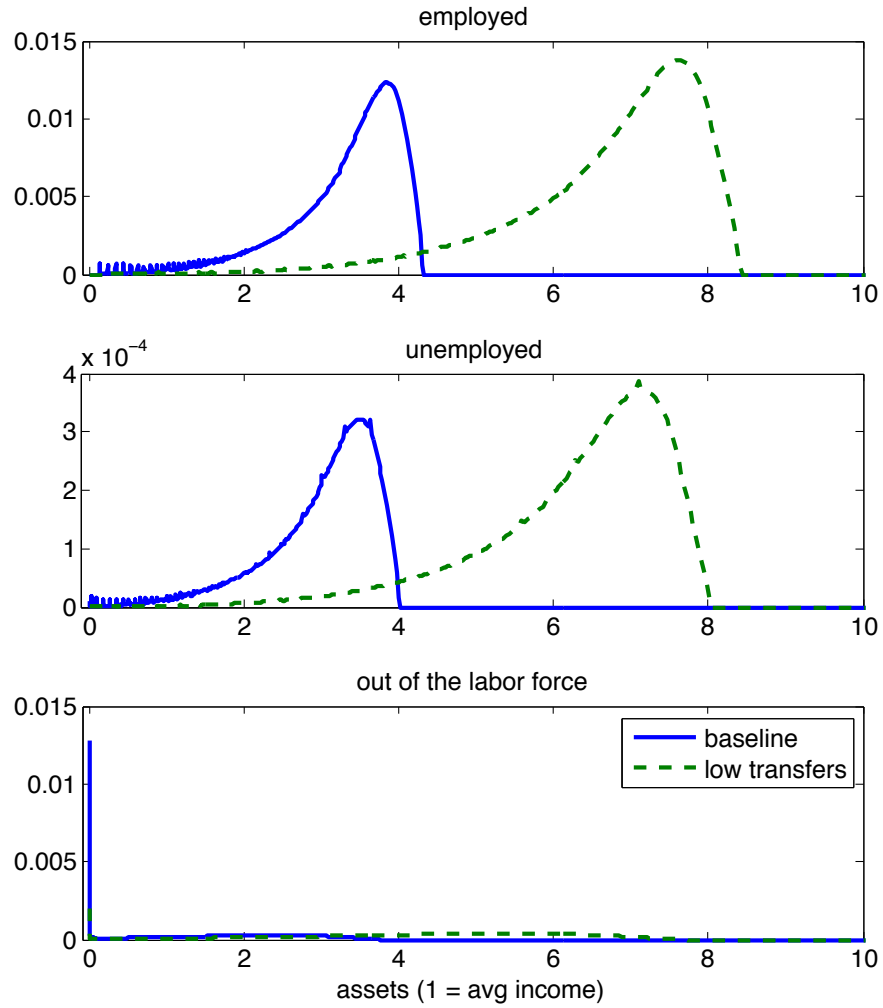 employed
0.015
0.01
0.005
0
0 2 4 6 8 10
x 10⁻⁴
unemployed
4
3
2
1
0
0 2 4 6 8 10
out of the labor force
0.015
0.01
0.005
0
baseline
low transfers
0 2 4 6 8 10
assets (1 = avg income)